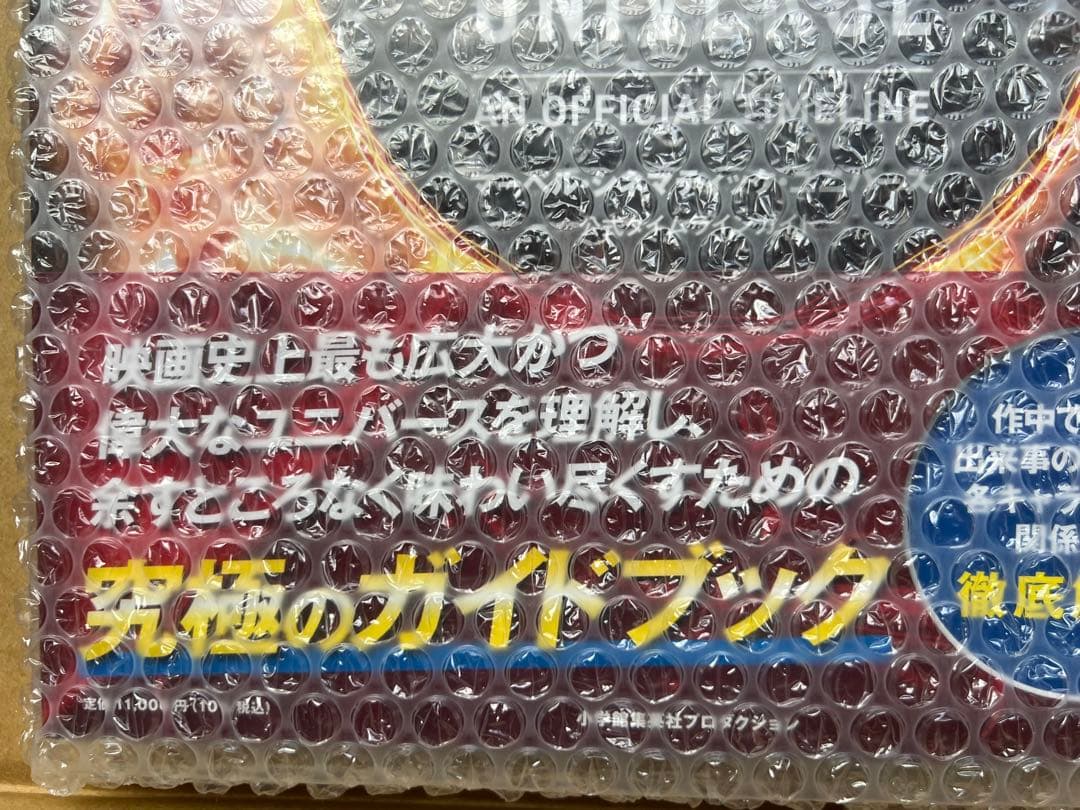 UNIVERSE
AN OFFICIAL TIMELINE
映画史上最も広大かつ
偉大なユニバースを理解し、
余すところなく味わい尽くすための
究極のガイドブック
作中で
出来事の
各キャラ
関係
徹底
定価11,000円(10 税込)
小学館集英社プロダクション